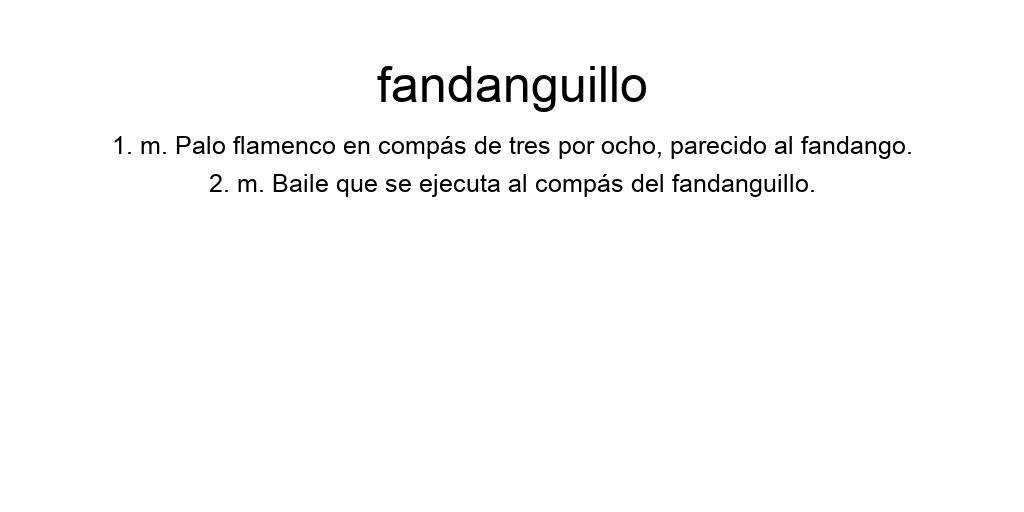 fandanguillo
1. m. Palo flamenco en compás de tres por ocho, parecido al fandango.
2. m. Baile que se ejecuta al compás del fandanguillo.